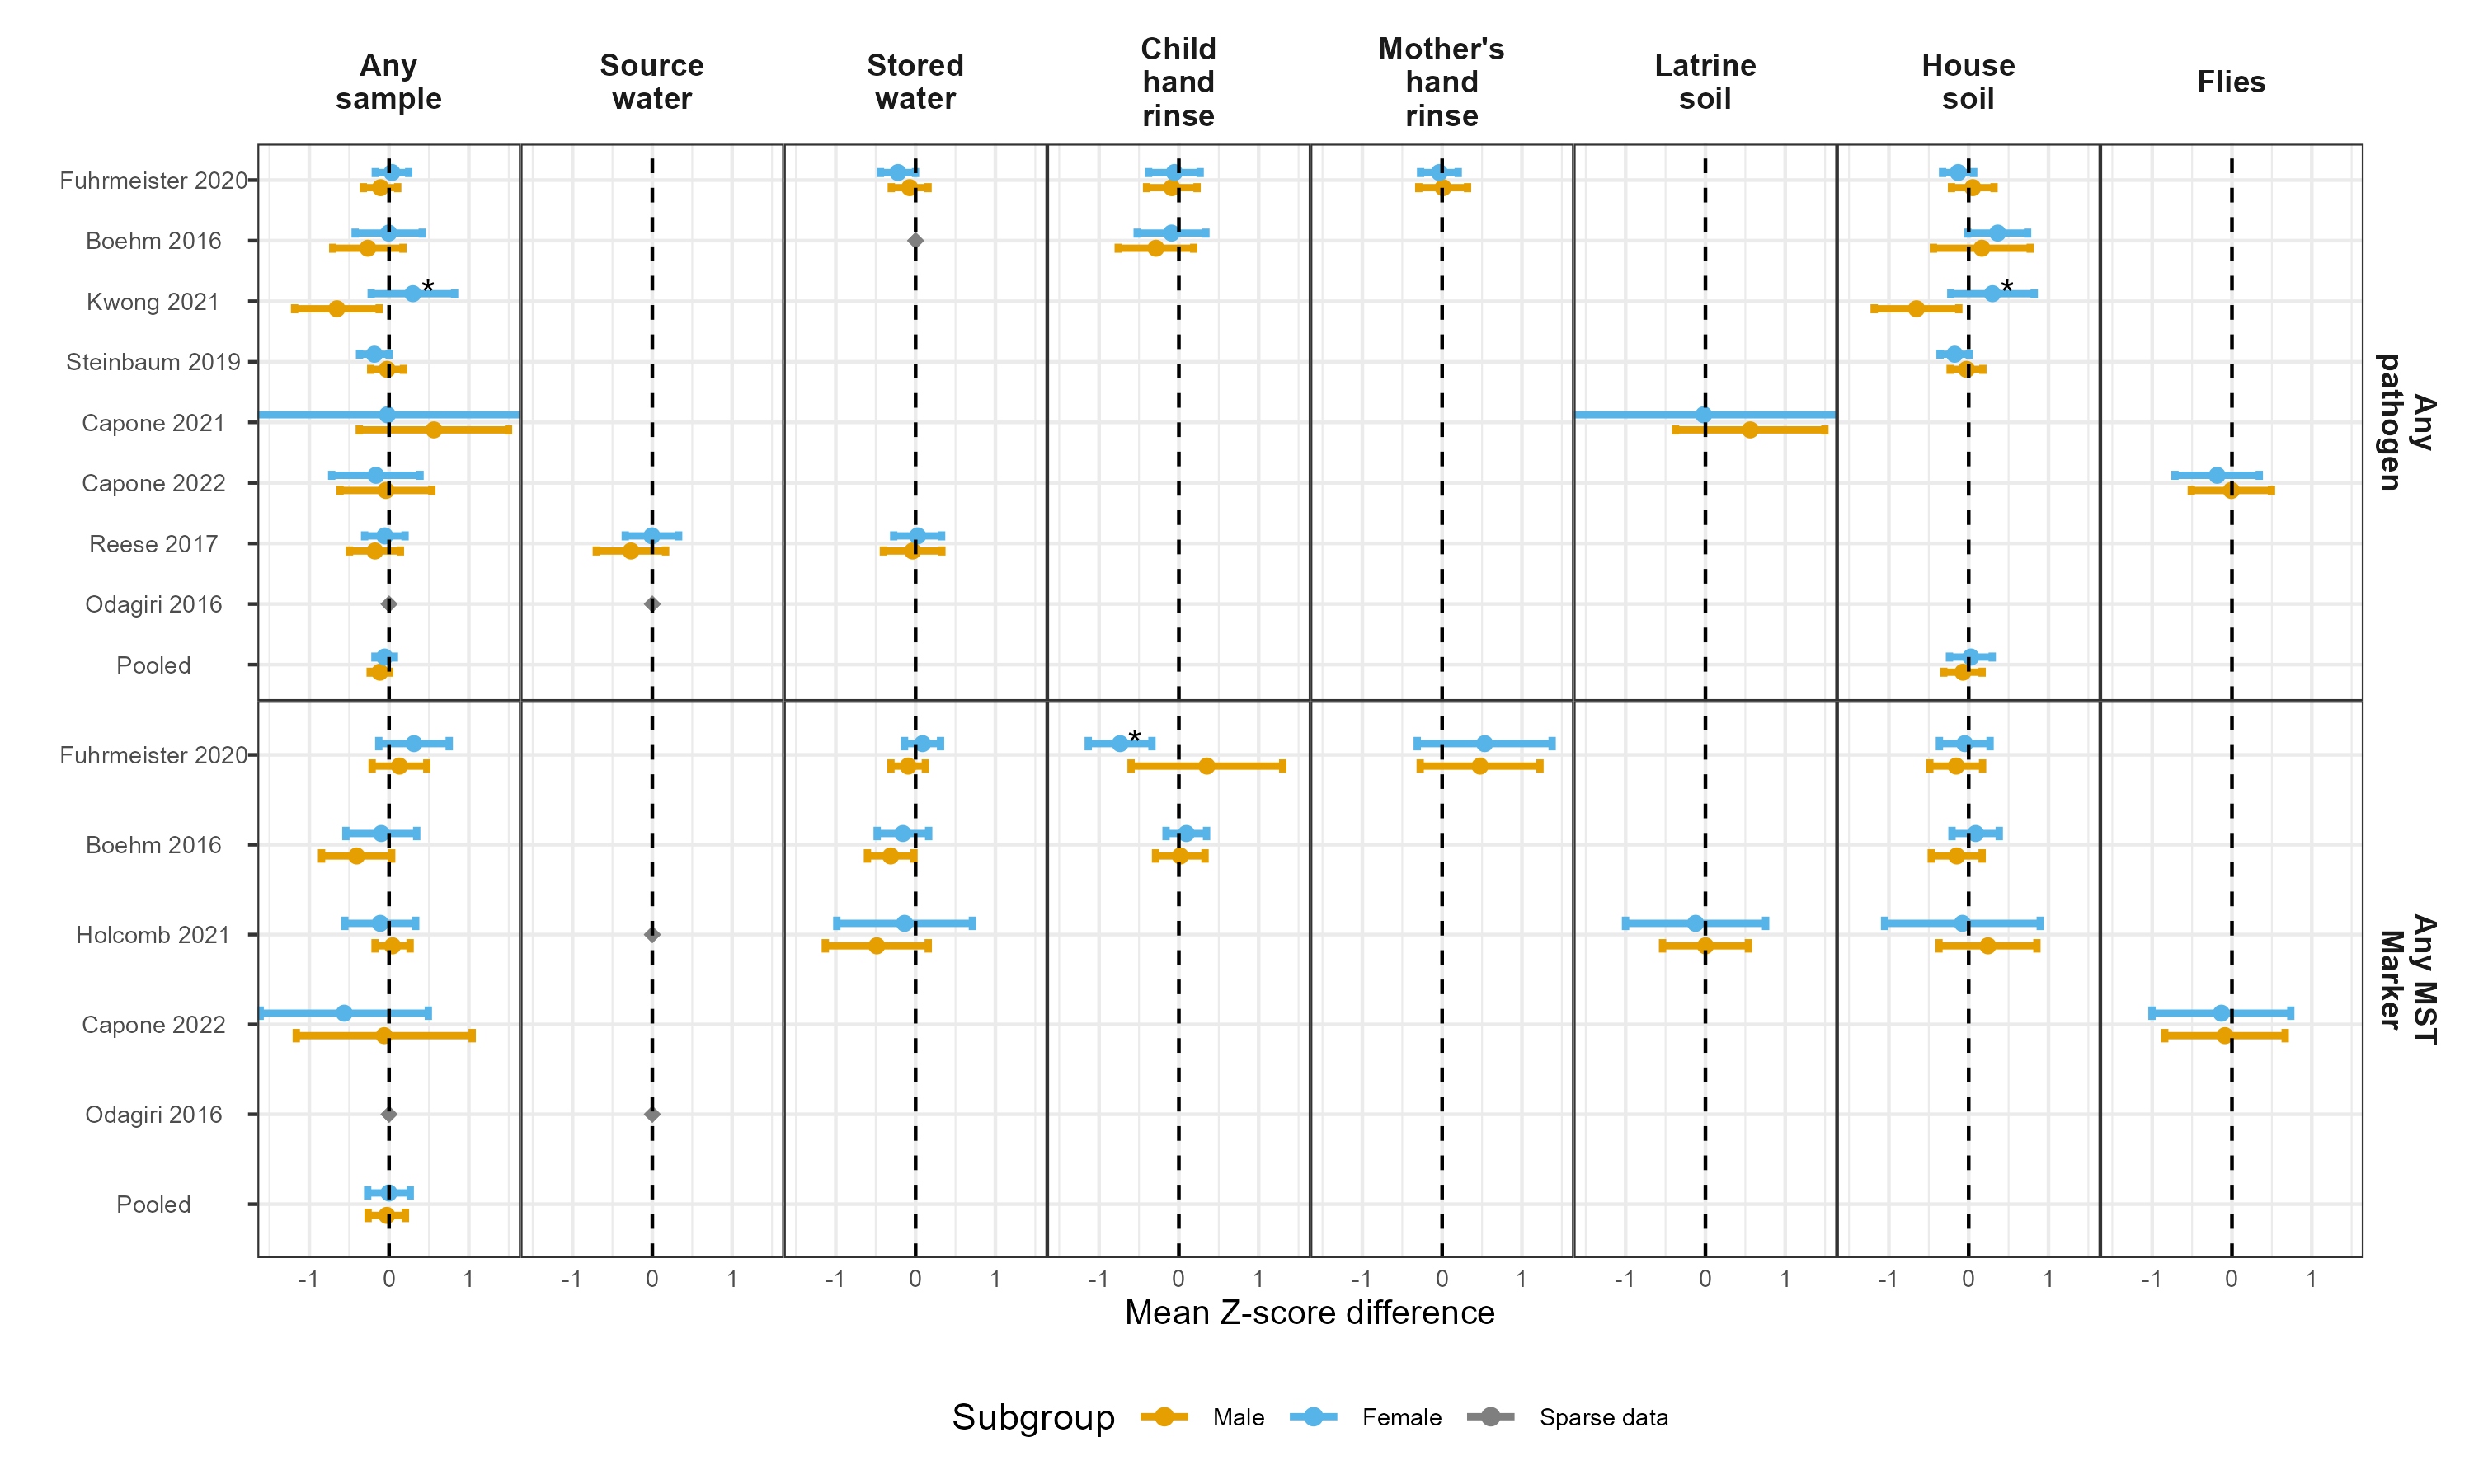 Any
sample
Source
water
Stored
water
Child
hand
rinse
Mother's
hand
rinse
Latrine
soil
House
soil
Flies
Fuhrmeister 2020
Boehm 2016
*
*
Kwong 2021
Steinbaum 2019
Capone 2021
Capone 2022
Reese 2017
Odagiri 2016
Pooled
Any
pathogen
Fuhrmeister 2020
*
Boehm 2016
Holcomb 2021
Capone 2022
Odagiri 2016
Pooled
Any MST
Marker
-1 0 1 -1 0 1 -1 0 1 -1 0 1 -1 0 1 -1 0 1 -1 0 1 -1 0 1
Mean Z-score difference
Subgroup Male Female Sparse data